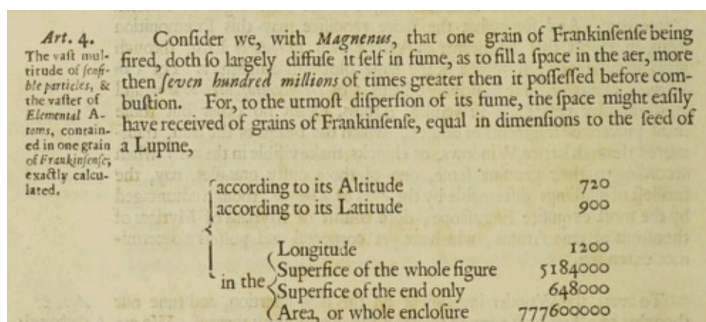 Art. 4.
The vaſt mul-
titude of ſenſi-
ble particles, &
the vaſter of
Elemental A-
toms, contain-
ed in one grain
of Frankinſenſe;
exactly calcu-
lated.
Conſider we, with Magnenus, that one grain of Frankinſenſe being
fired, doth ſo largely diffuſe it ſelf in fume, as to fill a ſpace in the aer, more
then ſeven hundred millions of times greater then it poſſeſſed before com-
buſtion. For, to the utmoſt diſperſion of its fume, the ſpace might eaſily
have received of grains of Frankinſenſe, equal in dimenſions to the ſeed of
a Lupine,
according to its Altitude 720
according to its Latitude 900
in the
Longitude 1200
Superfice of the whole figure 5184000
Superfice of the end only 648000
Area, or whole encloſure 777600000